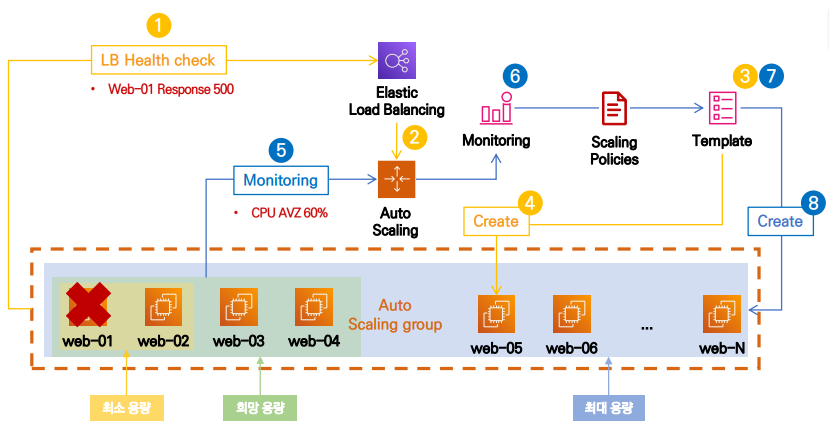 1
LB Health check
• Web-01 Response 500
Elastic
Load Balancing
2
5
Monitoring
• CPU AVZ 60%
Auto
Scaling
6
Monitoring
Scaling
Policies
3 7
Template
4
Create
8
Create
Auto
Scaling group
web-01
web-02
web-03
web-04
web-05
web-06
...
web-N
최소 용량
희망 용량
최대 용량